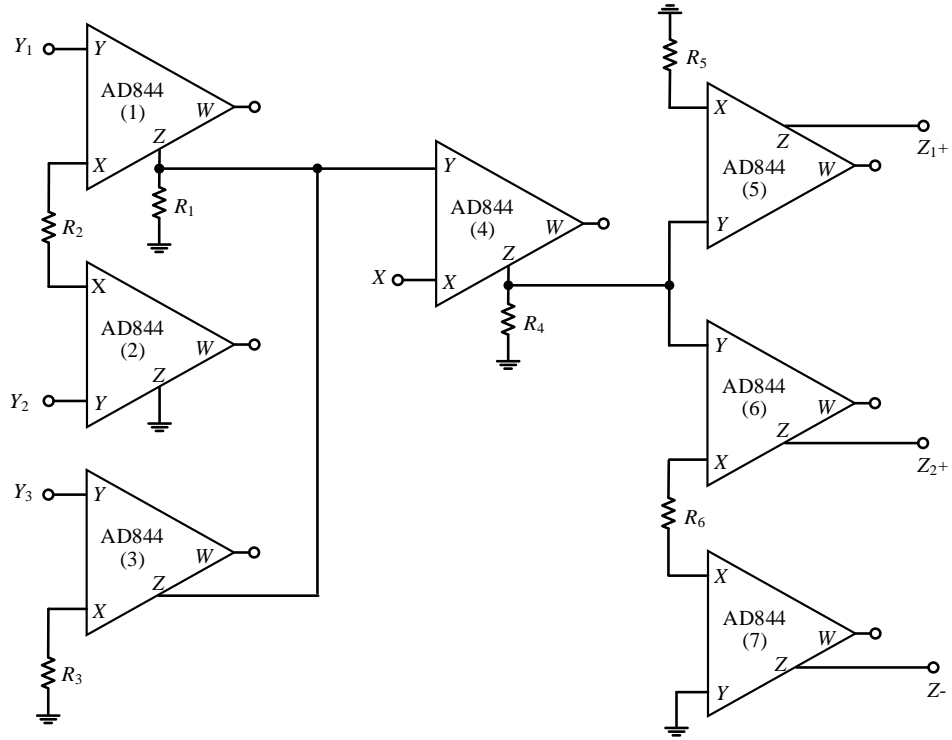 Y1
Y
AD844
(1)
W
Z
X
R1
R2
X
AD844
(2)
W
Z
Y2
Y
Y3
Y
AD844
(3)
W
Z
X
R3
Y
AD844
(4)
W
Z
X
X
R4
R5
X
Z
Z1+
AD844
(5)
W
Y
Y
AD844
(6)
W
Z
X
Z2+
R6
X
AD844
(7)
W
Z
Y
Z-